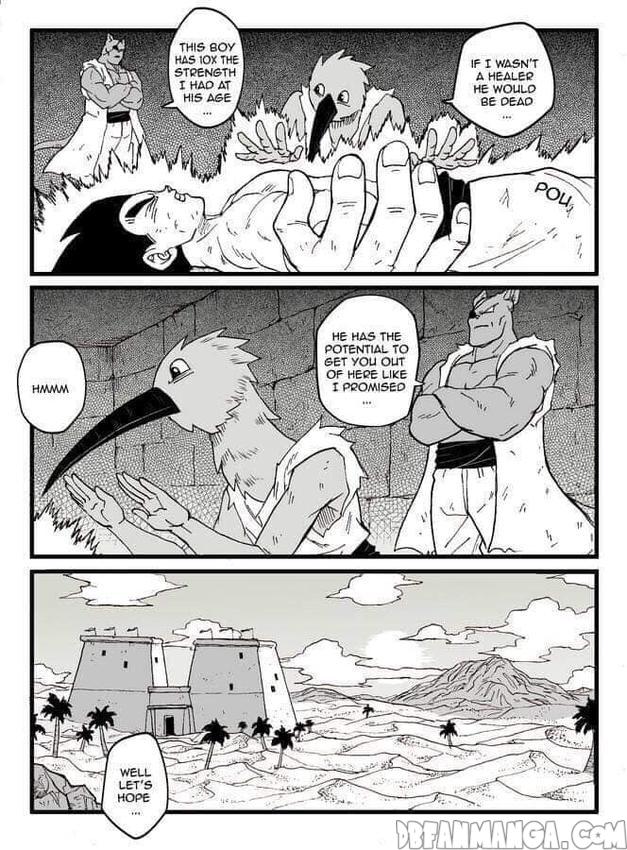 THIS BOY
HAS 10X THE
STRENGTH
I HAD AT
HIS AGE
...
IF I WASN'T
A HEALER
HE WOULD
BE DEAD
...
POU
HE HAS THE
POTENTIAL TO
GET YOU OUT
OF HERE LIKE
I PROMISED
...
HMMM
WELL
LET'S
HOPE
...
DBFANMANGA.COM